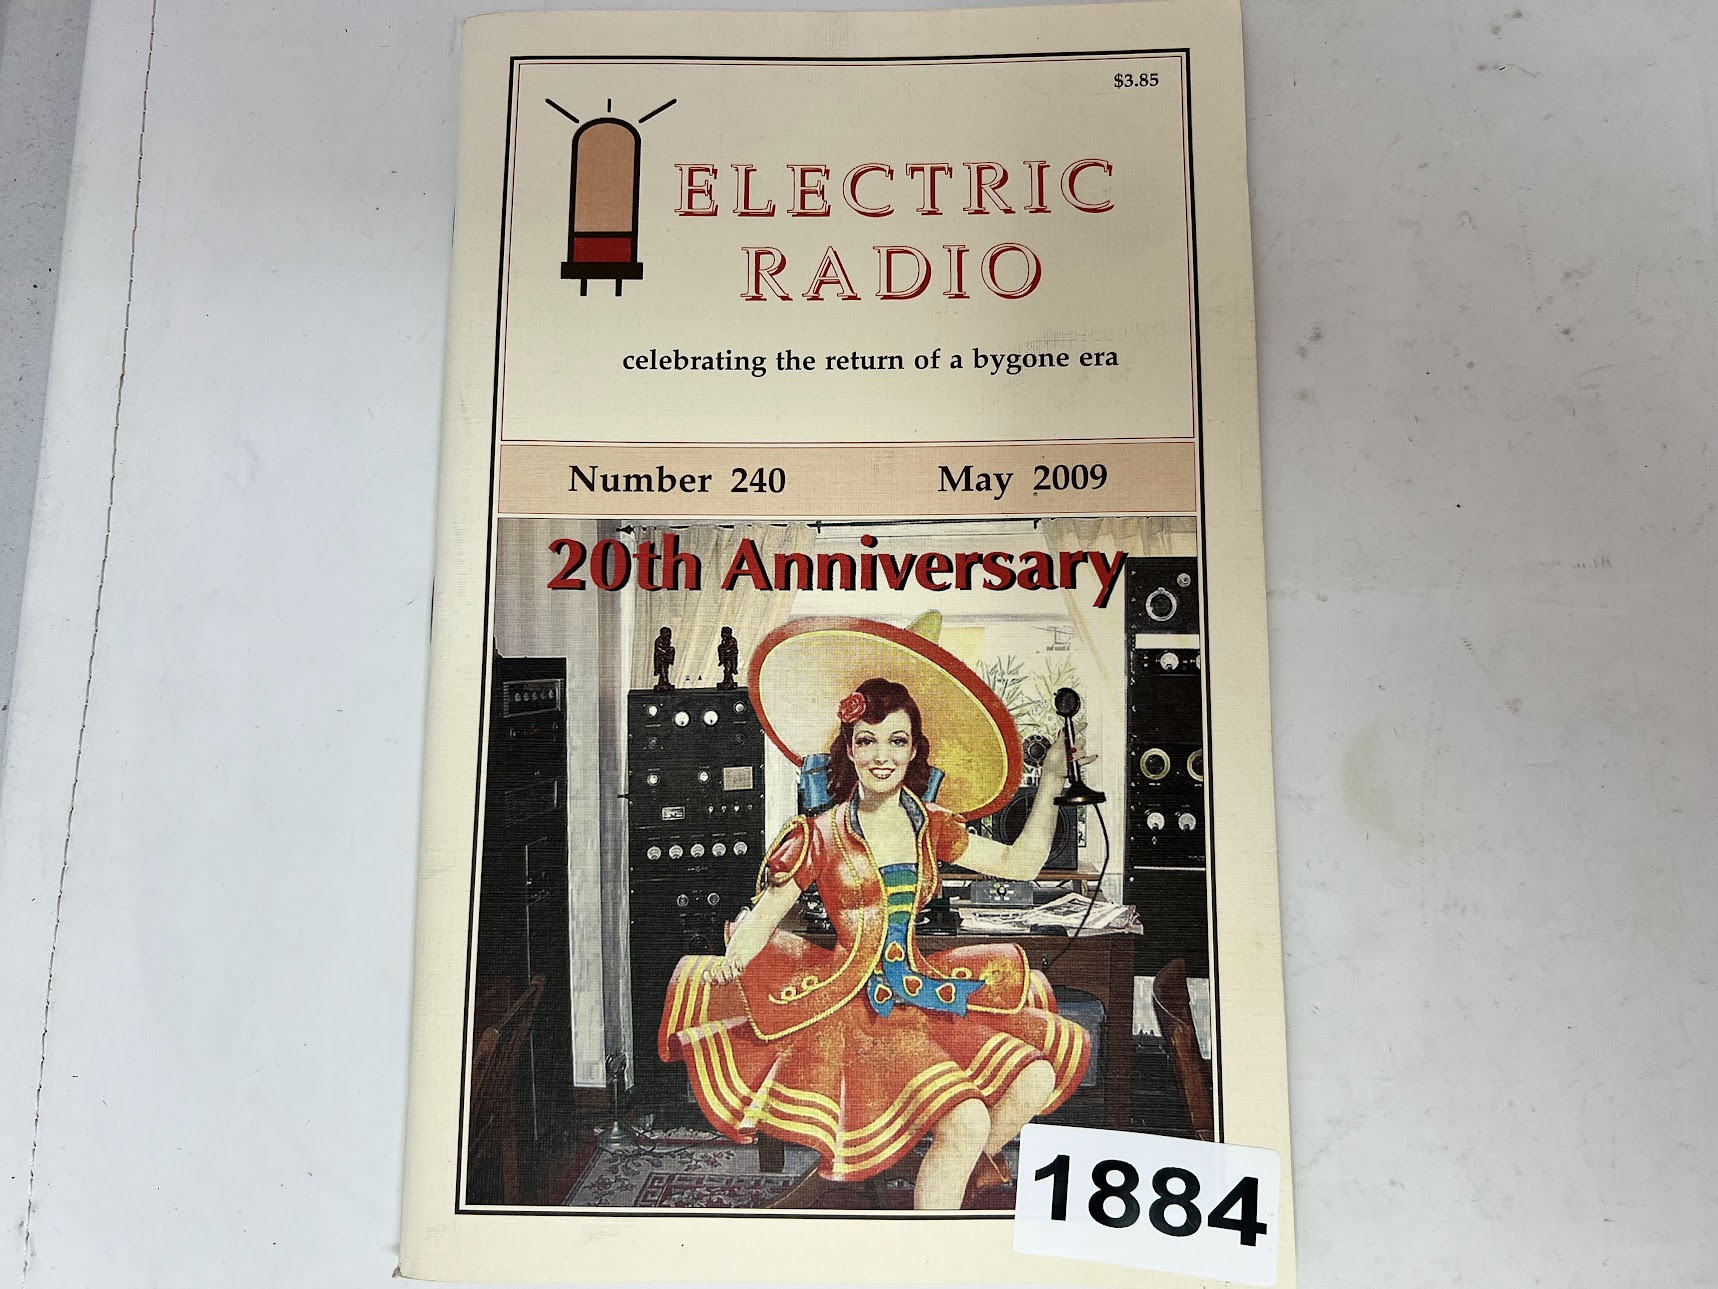 $3.85
ELECTRIC
RADIO
celebrating the return of a bygone era
Number 240 May 2009
20th Anniversary
1884